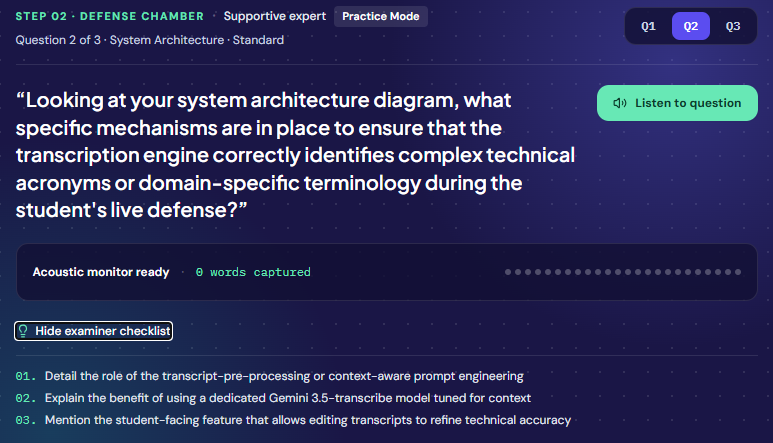 STEP 02 · DEFENSE CHAMBER · Supportive expert Practice Mode
Question 2 of 3 · System Architecture · Standard
Q1 Q2 Q3
“Looking at your system architecture diagram, what
specific mechanisms are in place to ensure that the
transcription engine correctly identifies complex technical
acronyms or domain-specific terminology during the
student's live defense?”
Listen to question
Acoustic monitor ready · 0 words captured
Hide examiner checklist
01. Detail the role of the transcript-pre-processing or context-aware prompt engineering
02. Explain the benefit of using a dedicated Gemini 3.5-transcribe model tuned for context
03. Mention the student-facing feature that allows editing transcripts to refine technical accuracy